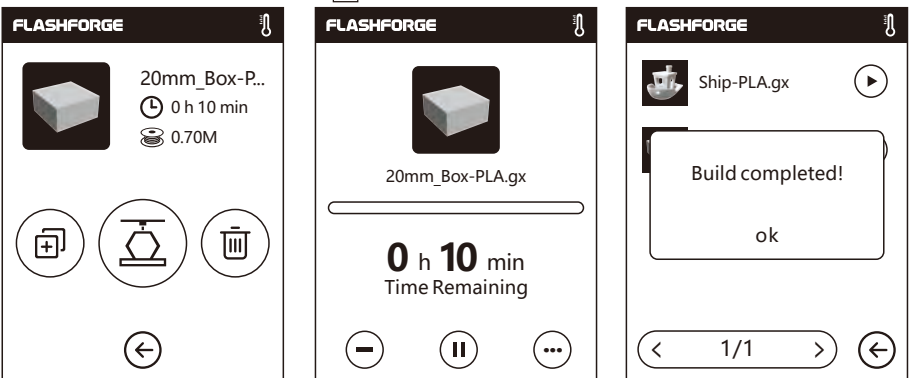 FLASHFORGE
20mm_Box-P...
0 h 10 min
0.70M
FLASHFORGE
20mm_Box-PLA.gx
0 h 10 min
Time Remaining
FLASHFORGE
Ship-PLA.gx
Build completed!
ok
1/1